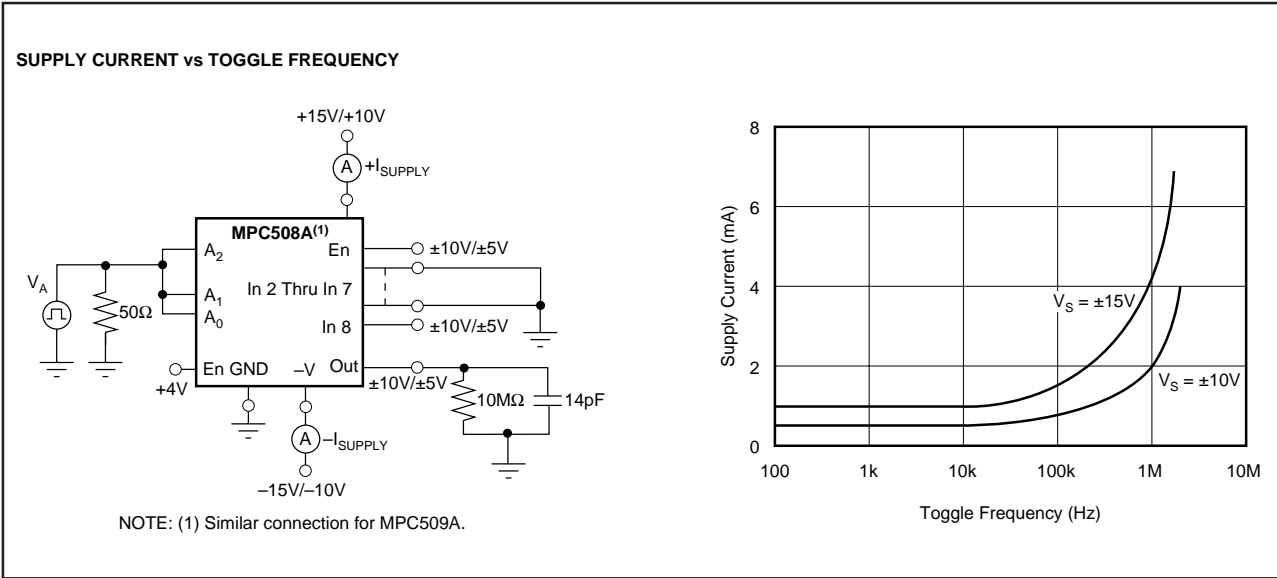 SUPPLY CURRENT vs TOGGLE FREQUENCY
+15V/+10V
A
+I_SUPPLY
MPC508A(1)
A2
En
±10V/±5V
VA
In 2 Thru In 7
50Ω
A1
A0
In 8
±10V/±5V
En
GND
–V
Out
+4V
±10V/±5V
10MΩ
14pF
A
–I_SUPPLY
–15V/–10V
NOTE: (1) Similar connection for MPC509A.
8
6
4
2
0
Supply Current (mA)
VS = ±15V
VS = ±10V
100
1k
10k
100k
1M
10M
Toggle Frequency (Hz)